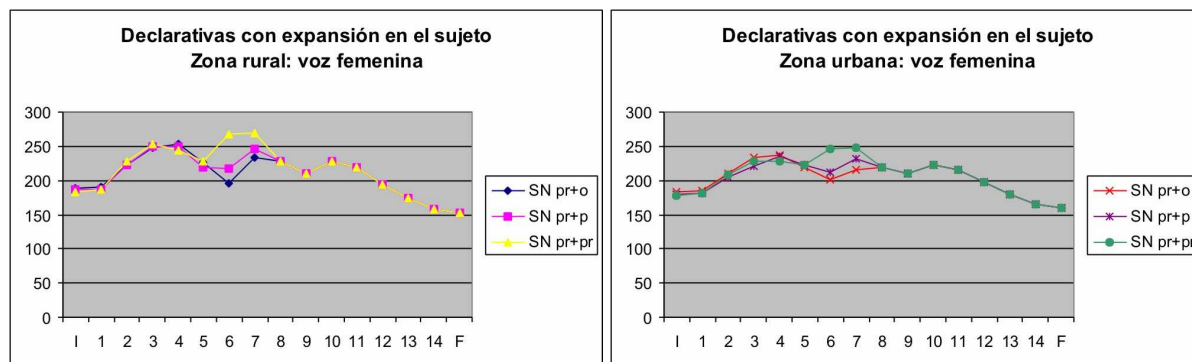 Declarativas con expansión en el sujeto
Zona rural: voz femenina
300
250
200
150
100
50
0
I 1 2 3 4 5 6 7 8 9 10 11 12 13 14 F
SN pr+o
SN pr+p
SN pr+pr
Declarativas con expansión en el sujeto
Zona urbana: voz femenina
300
250
200
150
100
50
0
I 1 2 3 4 5 6 7 8 9 10 11 12 13 14 F
SN pr+o
SN pr+p
SN pr+pr